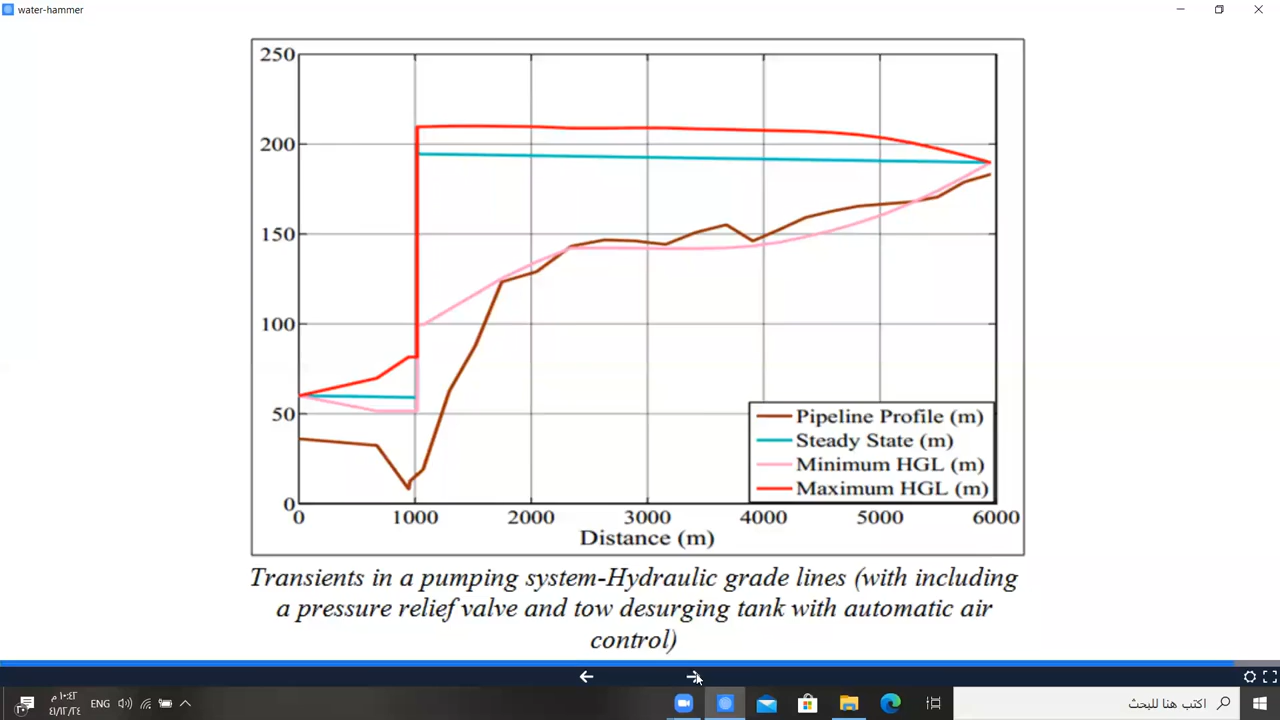 water-hammer
250
200
150
100
50
0
0 1000 2000 3000 4000 5000 6000
Distance (m)
Pipeline Profile (m)
Steady State (m)
Minimum HGL (m)
Maximum HGL (m)
Transients in a pumping system-Hydraulic grade lines (with including
a pressure relief valve and tow desurging tank with automatic air
control)
ENG
اكتب هنا للبحث